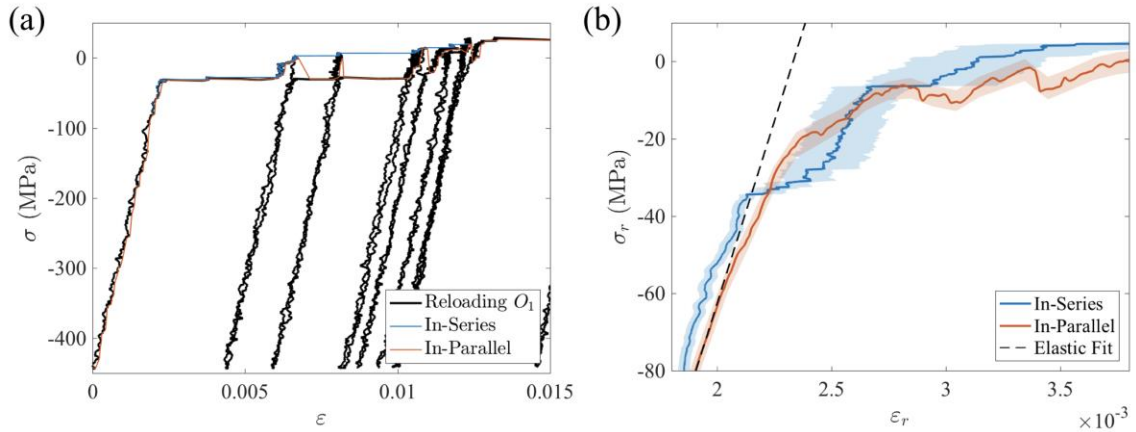 (a)
σ (MPa)
0
-100
-200
-300
-400
0
0.005
0.01
0.015
ε
Reloading O₁
In-Series
In-Parallel
(b)
σᵣ (MPa)
0
-20
-40
-60
-80
2
2.5
3
3.5
×10⁻³
εᵣ
In-Series
In-Parallel
Elastic Fit